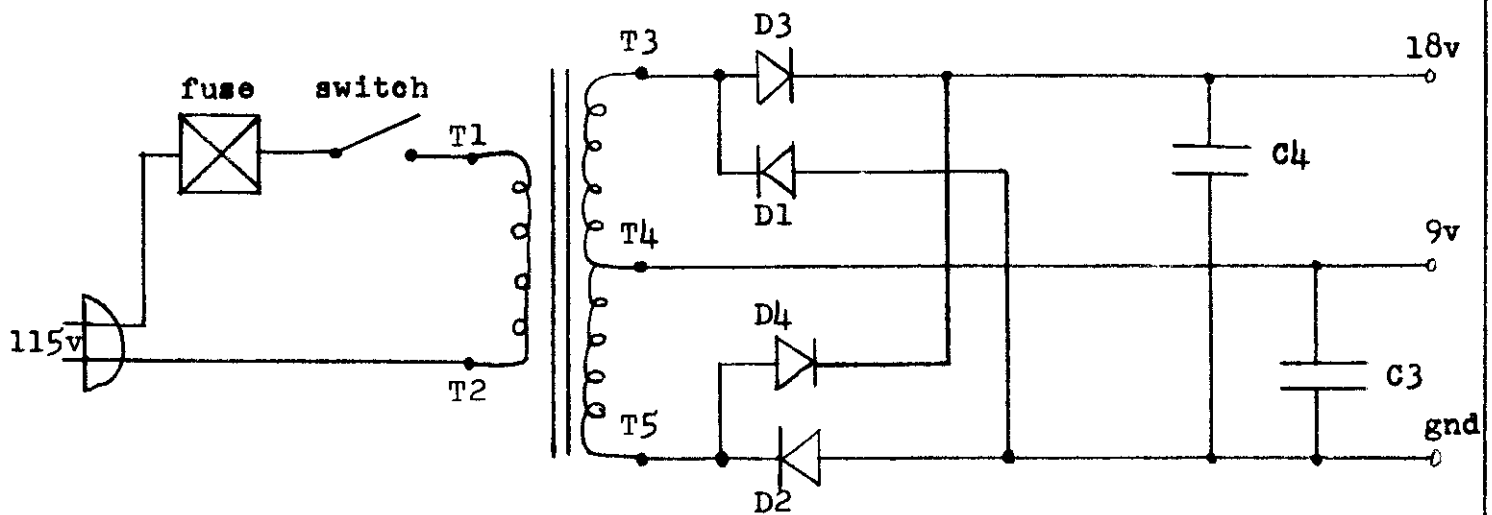 D3
T3
18v
fuse
switch
T1
C4
D1
T4
9v
D4
115v
T2
C3
T5
gnd
D2